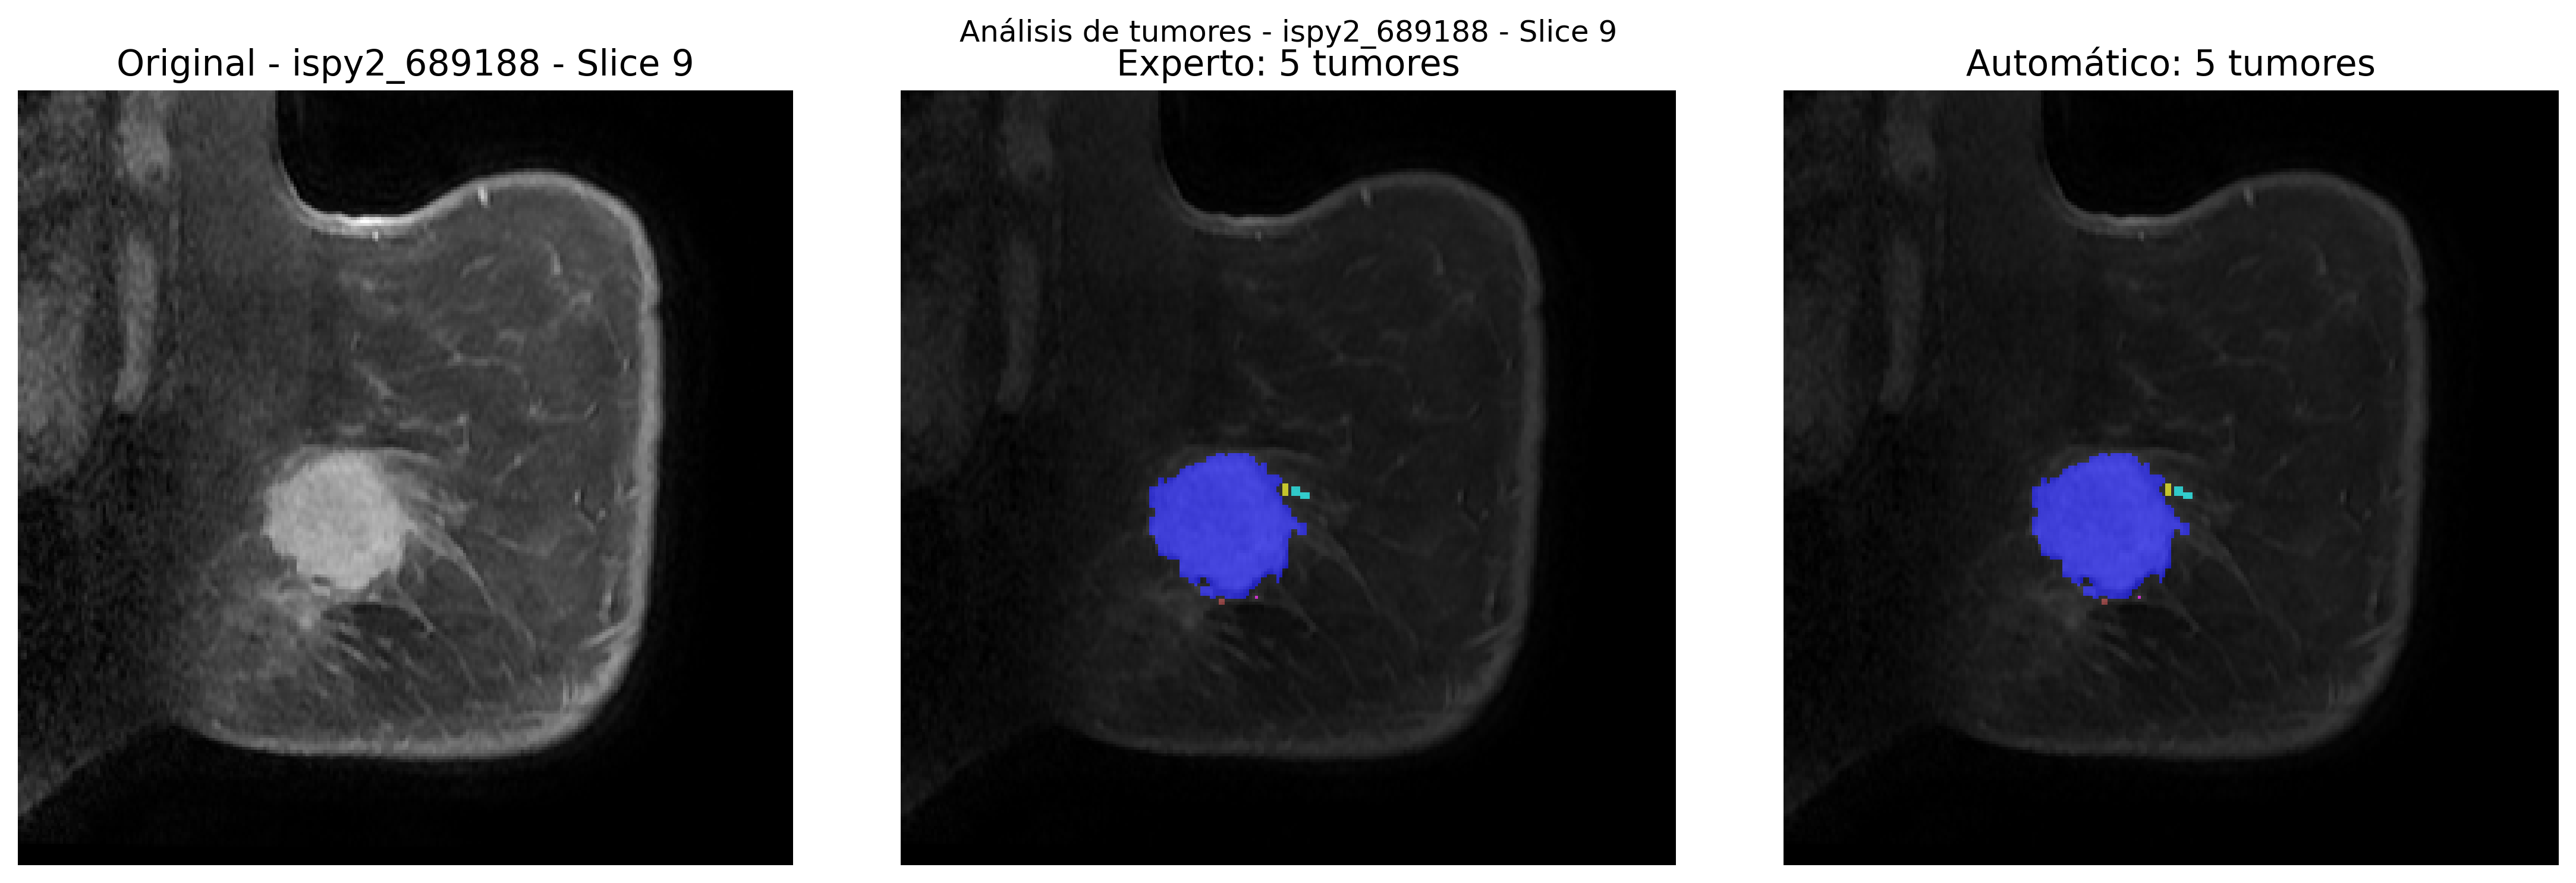 Análisis de tumores - ispy2_689188 - Slice 9
Original - ispy2_689188 - Slice 9
Experto: 5 tumores
Automático: 5 tumores